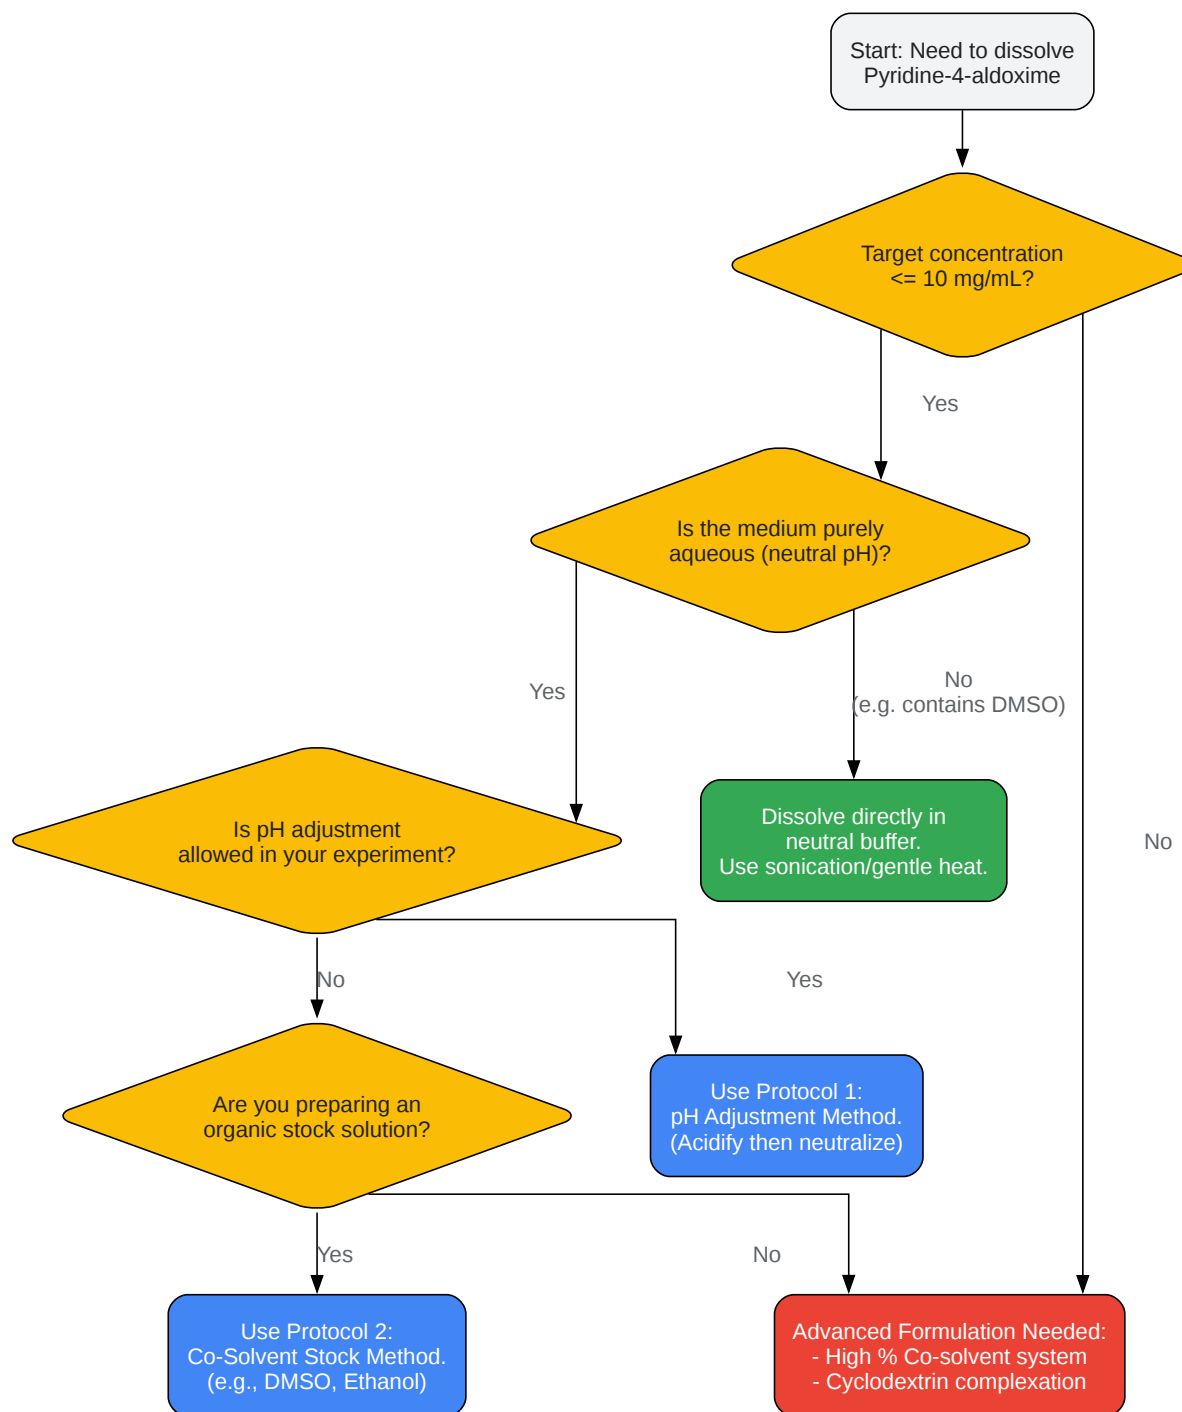 Start: Need to dissolve
Pyridine-4-aldoxime
Target concentration
<= 10 mg/mL?
Yes
Is the medium purely
aqueous (neutral pH)?
Yes
No
(e.g. contains DMSO)
Is pH adjustment
allowed in your experiment?
Dissolve directly in
neutral buffer.
Use sonication/gentle heat.
No
No
Yes
Are you preparing an
organic stock solution?
Use Protocol 1:
pH Adjustment Method.
(Acidify then neutralize)
Yes
No
Use Protocol 2:
Co-Solvent Stock Method.
(e.g., DMSO, Ethanol)
Advanced Formulation Needed:
- High % Co-solvent system
- Cyclodextrin complexation